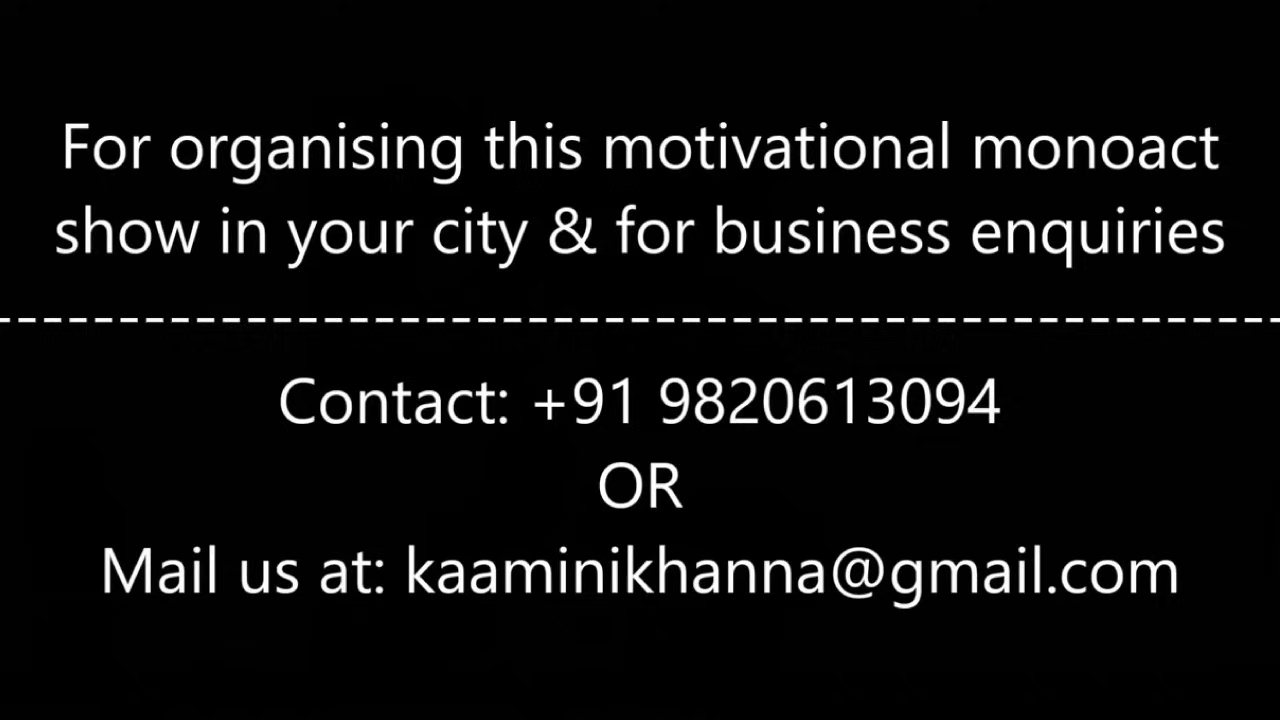 For organising this motivational monoact
show in your city & for business enquiries
--------------------------------------------------
Contact: +91 9820613094
OR
Mail us at: kaaminikhanna@gmail.com